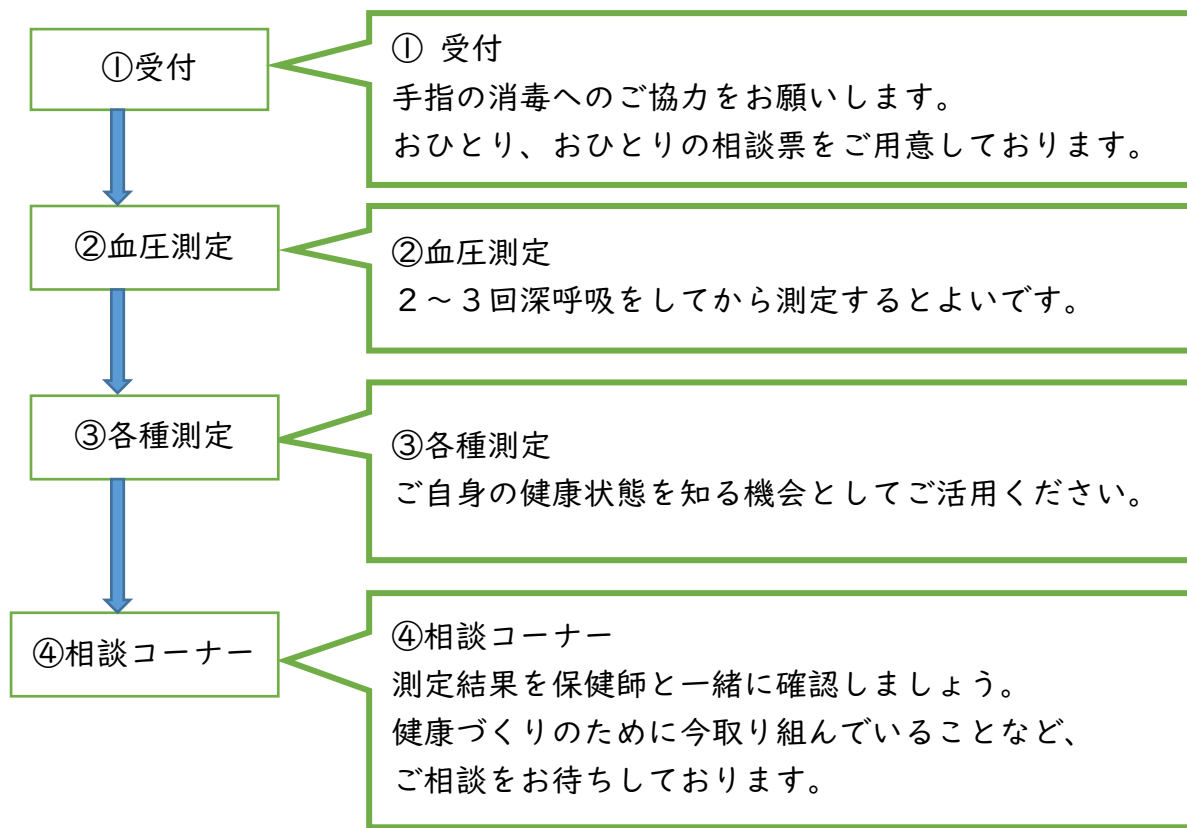 ①受付
① 受付
手指の消毒へのご協力をお願いします。
おひとり、おひとりの相談票をご用意しております。
②血圧測定
②血圧測定
２～３回深呼吸をしてから測定するとよいです。
③各種測定
③各種測定
ご自身の健康状態を知る機会としてご活用ください。
④相談コーナー
④相談コーナー
測定結果を保健師と一緒に確認しましょう。
健康づくりのために今取り組んでいることなど、
ご相談をお待ちしております。